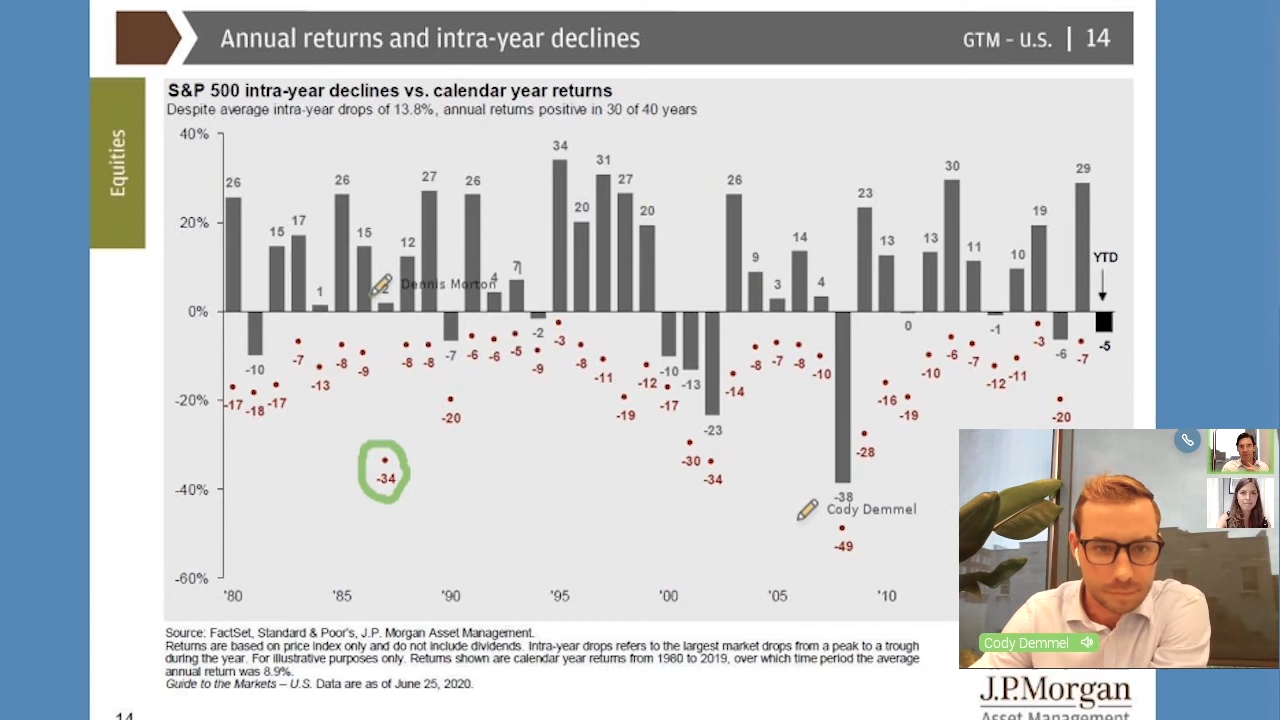 Annual returns and intra-year declines
GTM – U.S. | 14
Equities
S&P 500 intra-year declines vs. calendar year returns
Despite average intra-year drops of 13.8%, annual returns positive in 30 of 40 years
40%
20%
0%
-20%
-40%
-60%
26 -10 15 17 1 26 15 2 12 27 -7 26 4 7 -2 34 20 31 27 20 -10 -13 -23 26 9 3 14 4 -38 23 13 0 13 30 11 -1 10 19 -6 29 -5
YTD
-17 -18 -17 -7 -13 -8 -9 -34 -8 -8 -20 -6 -6 -5 -9 -3 -8 -11 -19 -12 -17 -30 -34 -14 -8 -7 -8 -10 -49 -28 -16 -19 -10 -6 -7 -12 -11 -3 -20 -7
Dennis Morton
Cody Demmel
'80 '85 '90 '95 '00 '05 '10
Source: FactSet, Standard & Poor's, J.P. Morgan Asset Management.
Returns are based on price index only and do not include dividends. Intra-year drops refers to the largest market drops from a peak to a trough
during the year. For illustrative purposes only. Returns shown are calendar year returns from 1980 to 2019, over which time period the average
annual return was 8.9%.
Guide to the Markets – U.S. Data are as of June 25, 2020.
Cody Demmel
J.P.Morgan
Asset Management
14